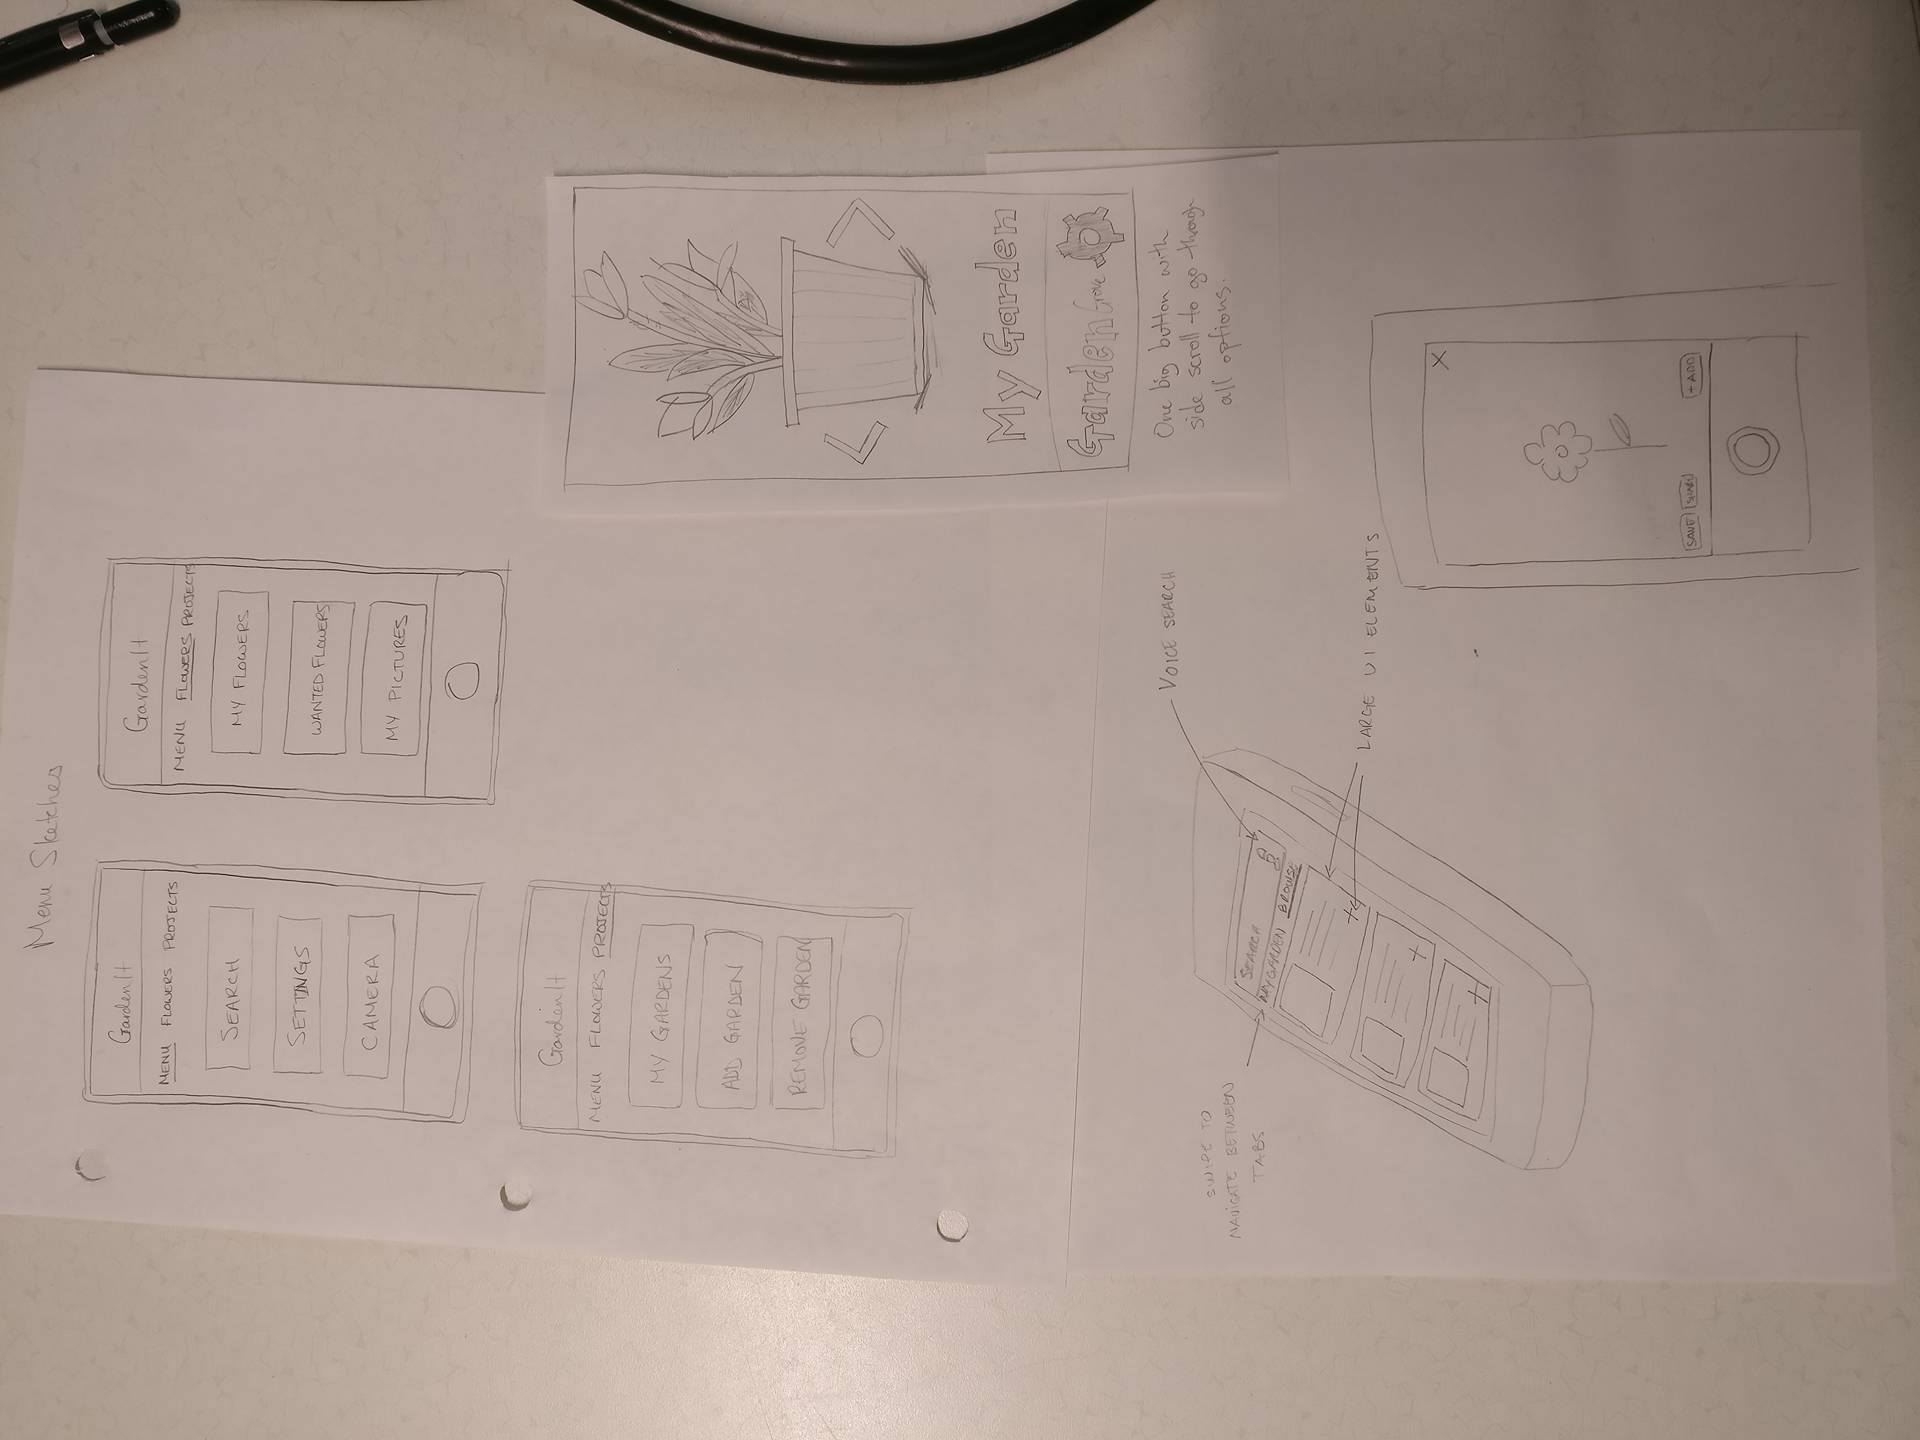 Menu Sketches
GardenIt
MENU FLOWERS PROJECTS
SEARCH
SETTINGS
CAMERA
GardenIt
MENU FLOWERS PROJECTS
MY FLOWERS
WANTED FLOWERS
MY PICTURES
GardenIt
MENU FLOWERS PROJECTS
MY GARDENS
ADD GARDEN
REMOVE GARDEN
My Garden
Garden Grove
One big button with
side scroll to go through
all options.
VOICE SEARCH
SWIPE TO
NAVIGATE BETWEEN
TABS
SEARCH
MY GARDEN BROWSE
LARGE UI ELEMENTS
X
SAVE SHARE +ADD